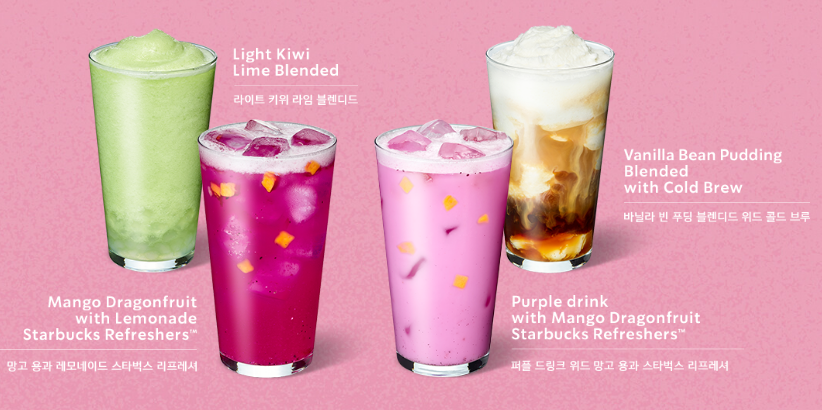 Light Kiwi
Lime Blended
라이트 키위 라임 블렌디드
Vanilla Bean Pudding
Blended
with Cold Brew
바닐라 빈 푸딩 블렌디드 위드 콜드 브루
Mango Dragonfruit
with Lemonade
Starbucks Refreshers™
망고 용과 레모네이드 스타벅스 리프레셔
Purple drink
with Mango Dragonfruit
Starbucks Refreshers™
퍼플 드링크 위드 망고 용과 스타벅스 리프레셔